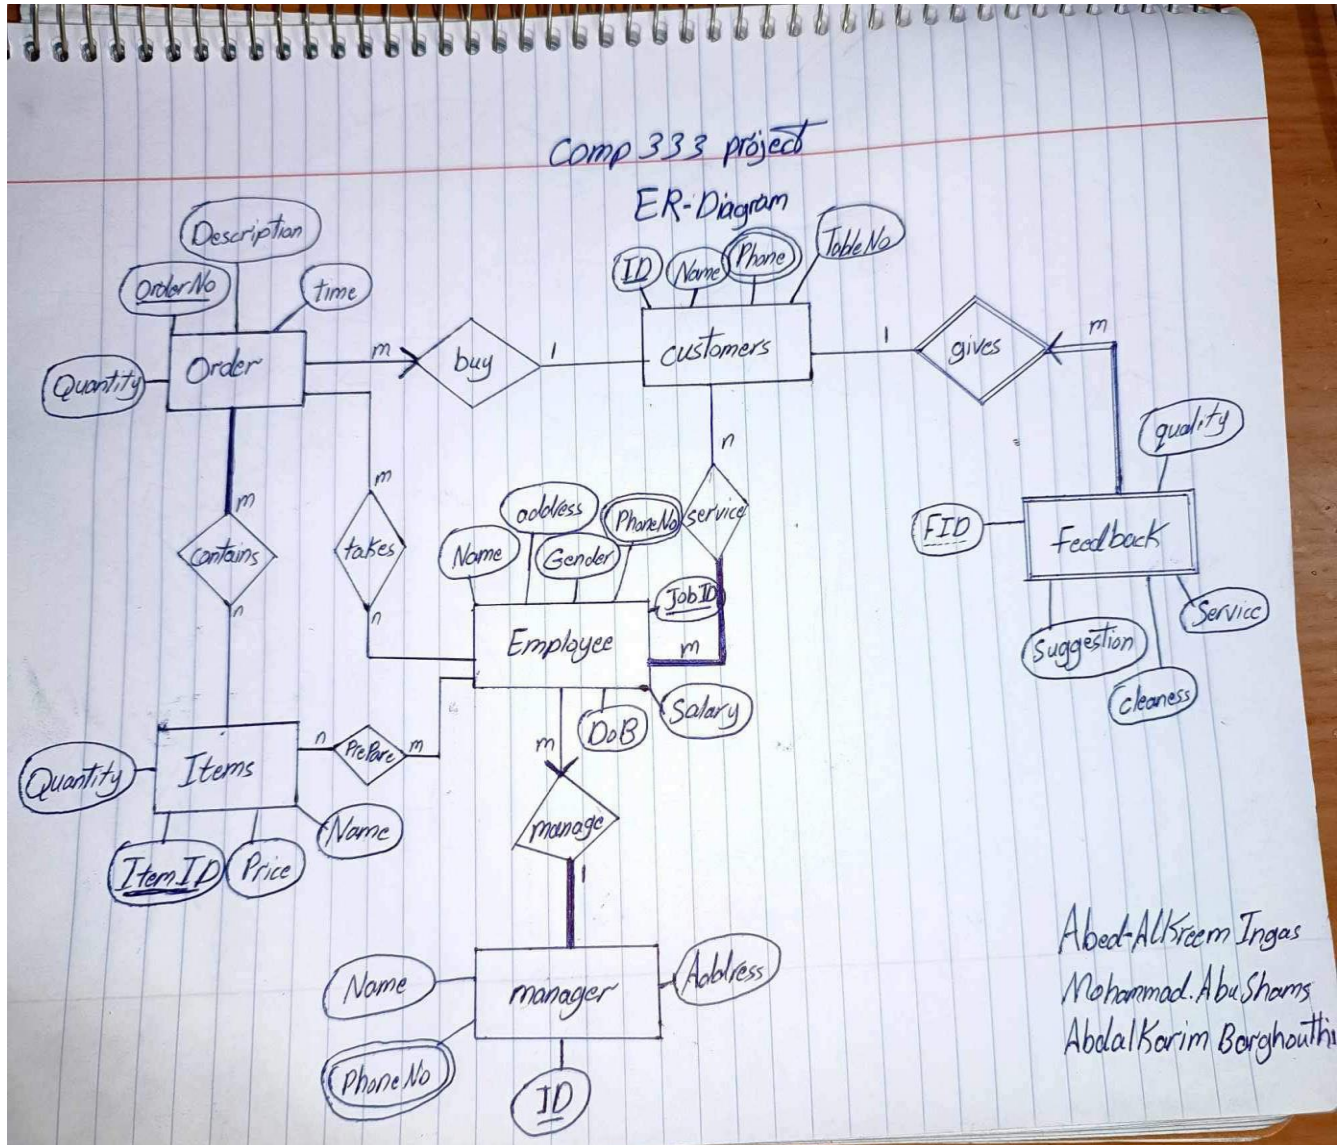 Comp 333 project
ER-Diagram
Description
OrderNo
time
ID
Name
Phone
TableNo
Quantity
Order
m
buy
1
customers
1
gives
m
m
m
n
quality
contains
takes
Name
address
Gender
PhoneNo
service
FID
Feedback
n
n
Employee
JobID
m
Suggestion
cleaness
Service
DoB
Salary
Quantity
Items
n
PrePare
m
m
ItemID
Price
Name
manage
1
Name
manager
Address
PhoneNo
ID
Abed-AlKreem Ingas
Mohammad.AbuShams
AbdalKarim Barghouthi